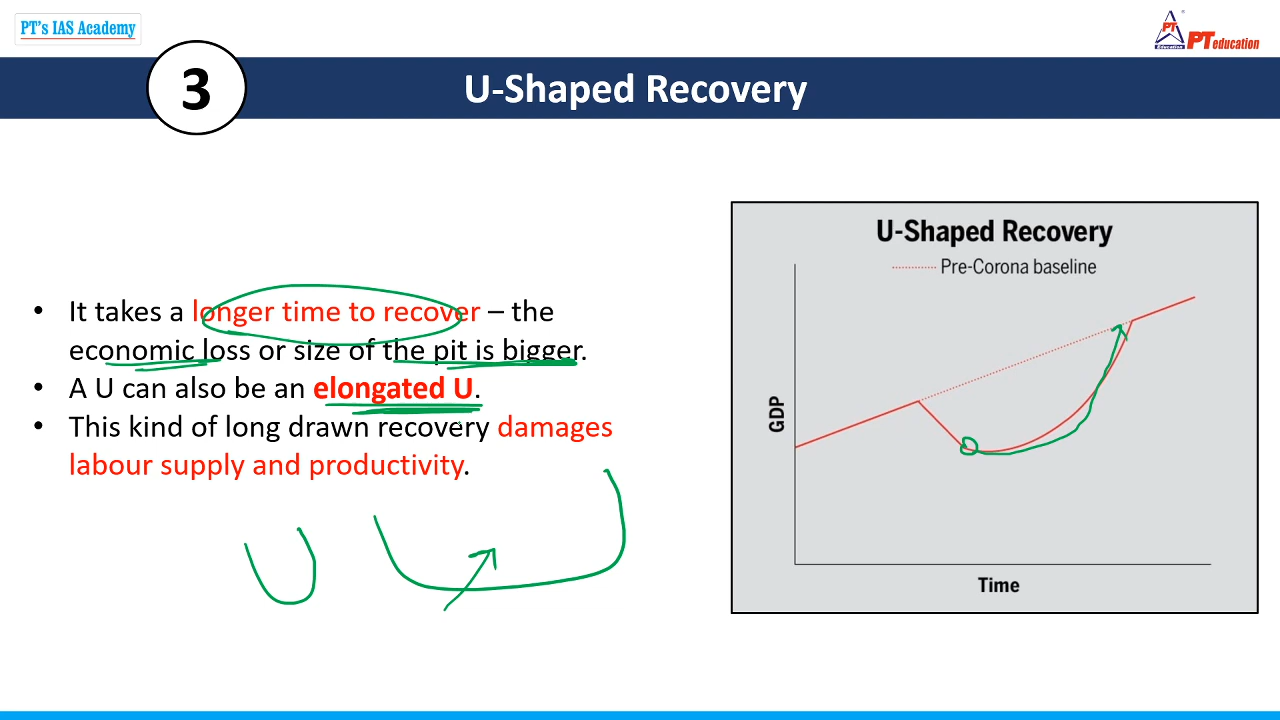 PT's IAS Academy
PT
Education
PT education
3
U-Shaped Recovery
• It takes a longer time to recover – the
economic loss or size of the pit is bigger.
• A U can also be an elongated U.
• This kind of long drawn recovery damages
labour supply and productivity.
U-Shaped Recovery
Pre-Corona baseline
GDP
Time